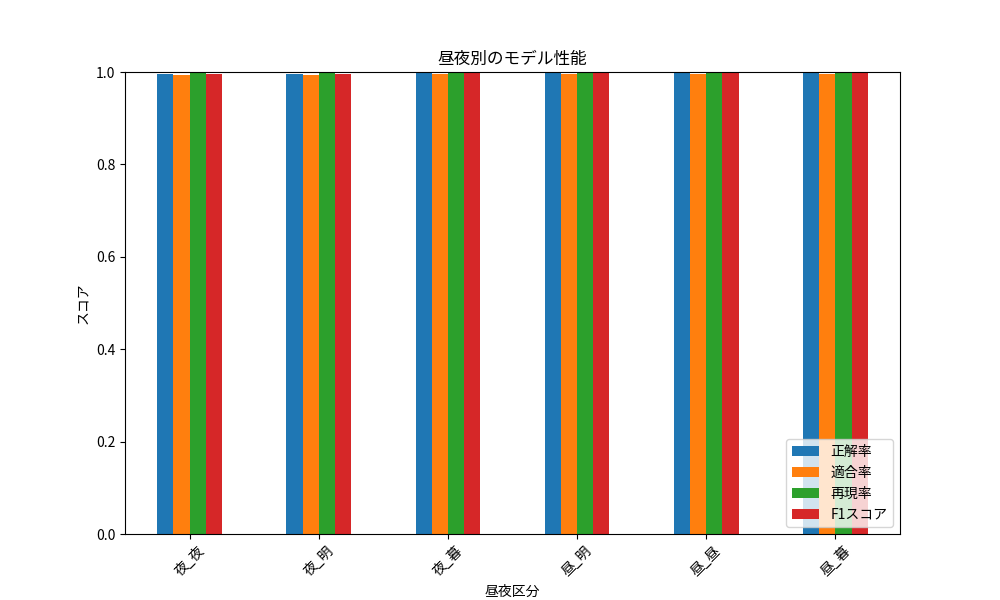 昼夜別のモデル性能
1.0
0.8
0.6
0.4
0.2
0.0
スコア
夜_夜
夜_明
夜_暮
昼_明
昼_昼
昼_暮
昼夜区分
正解率
適合率
再現率
F1スコア